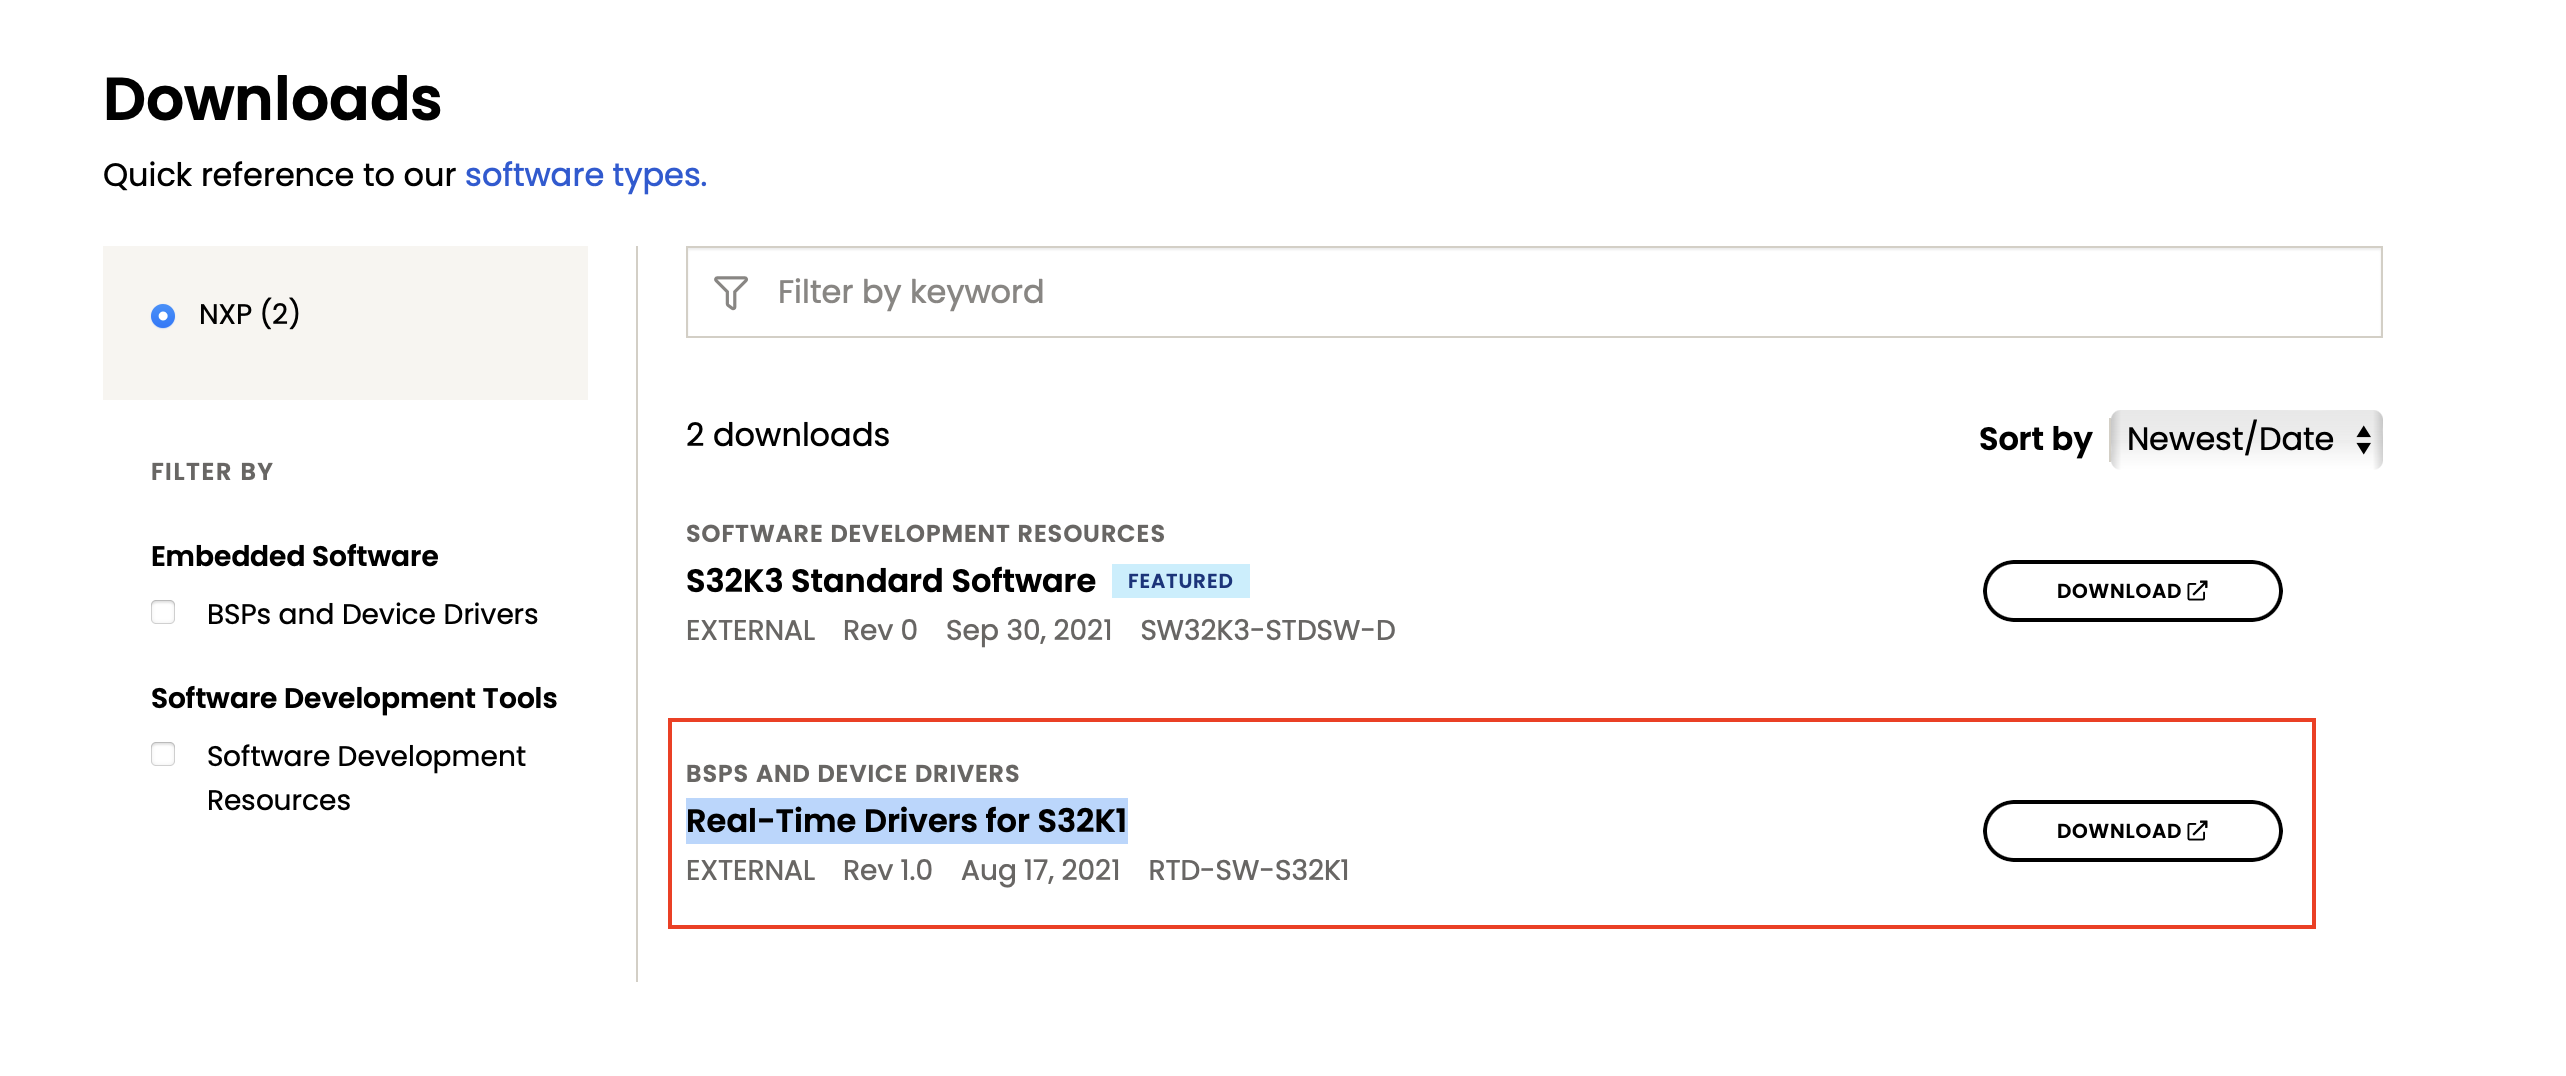 Downloads
Quick reference to our software types.
NXP (2)
FILTER BY
Embedded Software
BSPs and Device Drivers
Software Development Tools
Software Development
Resources
Filter by keyword
2 downloads
Sort by Newest/Date
SOFTWARE DEVELOPMENT RESOURCES
S32K3 Standard Software FEATURED
EXTERNAL Rev 0 Sep 30, 2021 SW32K3-STDSW-D
DOWNLOAD
BSPS AND DEVICE DRIVERS
Real-Time Drivers for S32K1
EXTERNAL Rev 1.0 Aug 17, 2021 RTD-SW-S32K1
DOWNLOAD